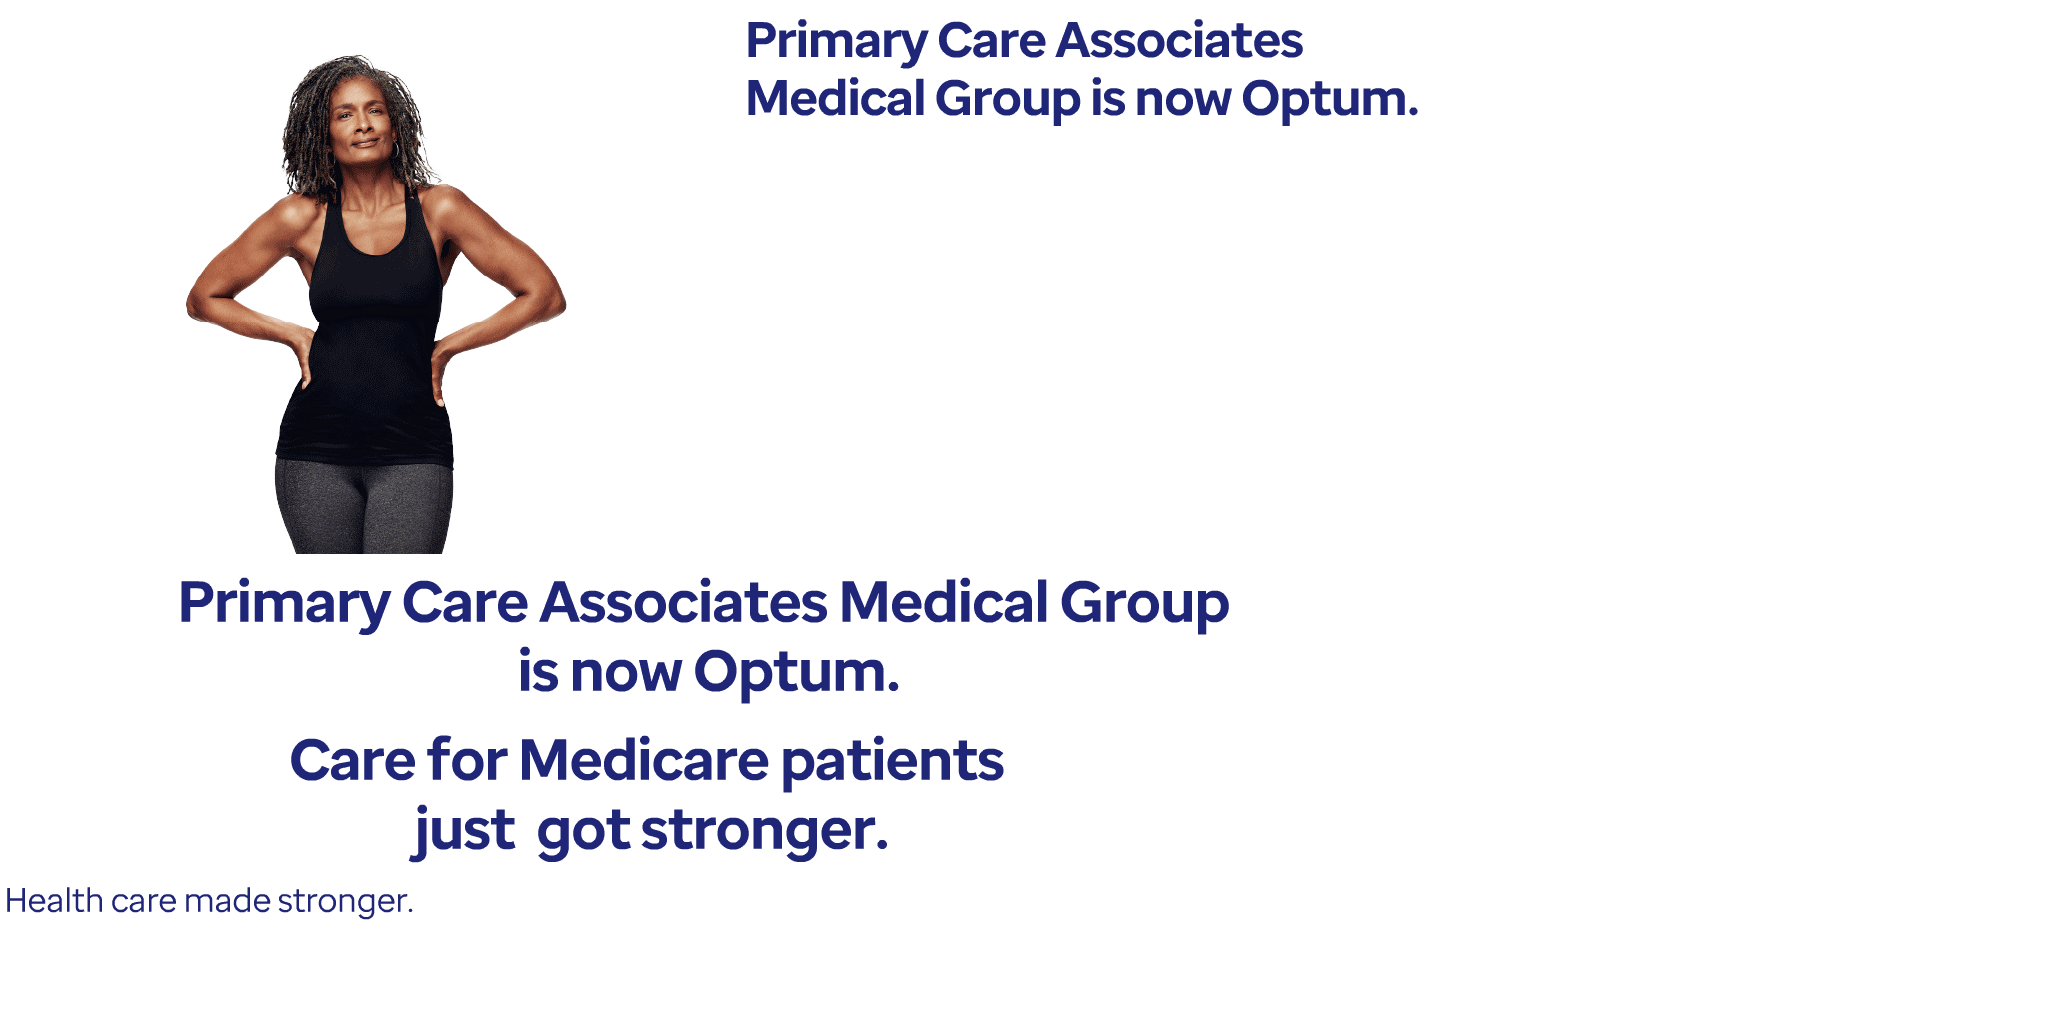 Primary Care Associates
Medical Group is now Optum.
Primary Care Associates Medical Group
is now Optum.
Care for Medicare patients
just  got stronger.
Health care made stronger.